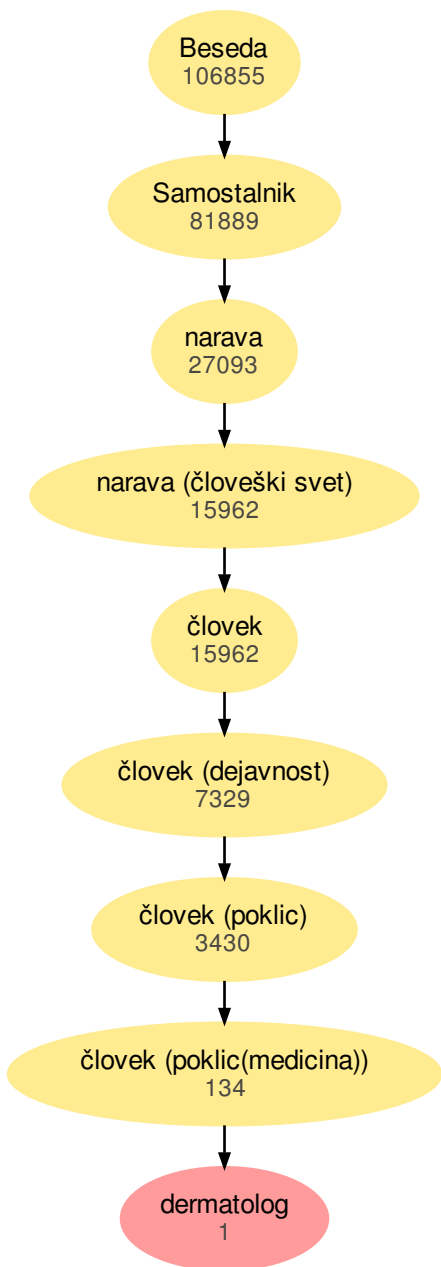 Beseda
106855
Samostalnik
81889
narava
27093
narava (človeški svet)
15962
človek
15962
človek (dejavnost)
7329
človek (poklic)
3430
človek (poklic(medicina))
134
dermatolog
1